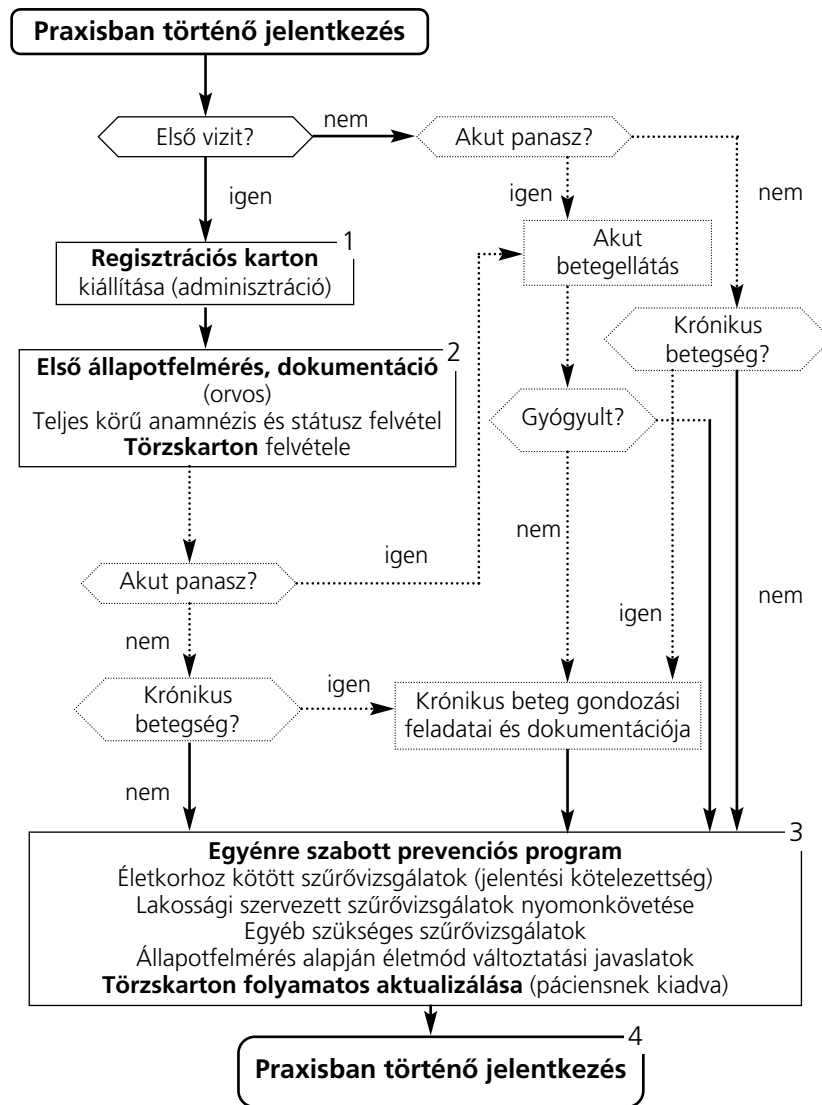 Praxisban történő jelentkezés
Első vizit?
nem
Akut panasz?
igen
igen
nem
1
Regisztrációs karton
kiállítása (adminisztráció)
Akut
betegellátás
2
Első állapotfelmérés, dokumentáció
(orvos)
Teljes körű anamnézis és státusz felvétel
Törzskarton felvétele
Krónikus
betegség?
Gyógyult?
nem
igen
Akut panasz?
nem
igen
nem
Krónikus
betegség?
igen
Krónikus beteg gondozási
feladatai és dokumentációja
nem
3
Egyénre szabott prevenciós program
Életkorhoz kötött szűrővizsgálatok (jelentési kötelezettség)
Lakossági szervezett szűrővizsgálatok nyomonkövetése
Egyéb szükséges szűrővizsgálatok
Állapotfelmérés alapján életmód változtatási javaslatok
Törzskarton folyamatos aktualizálása (páciensnek kiadva)
4
Praxisban történő jelentkezés